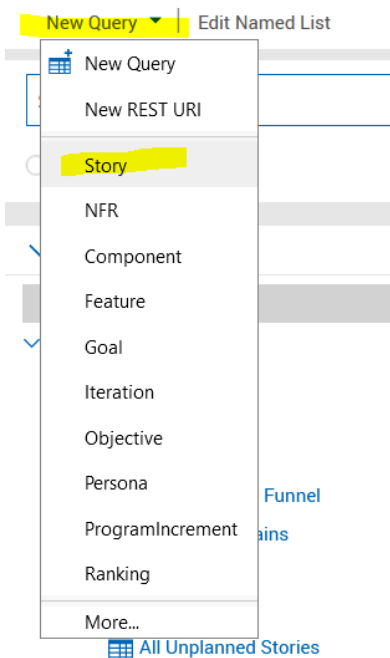 New Query Edit Named List
New Query
New REST URI
Story
NFR
Component
Feature
Goal
Iteration
Objective
Persona
Funnel
ProgramIncrement
ains
Ranking
More...
All Unplanned Stories